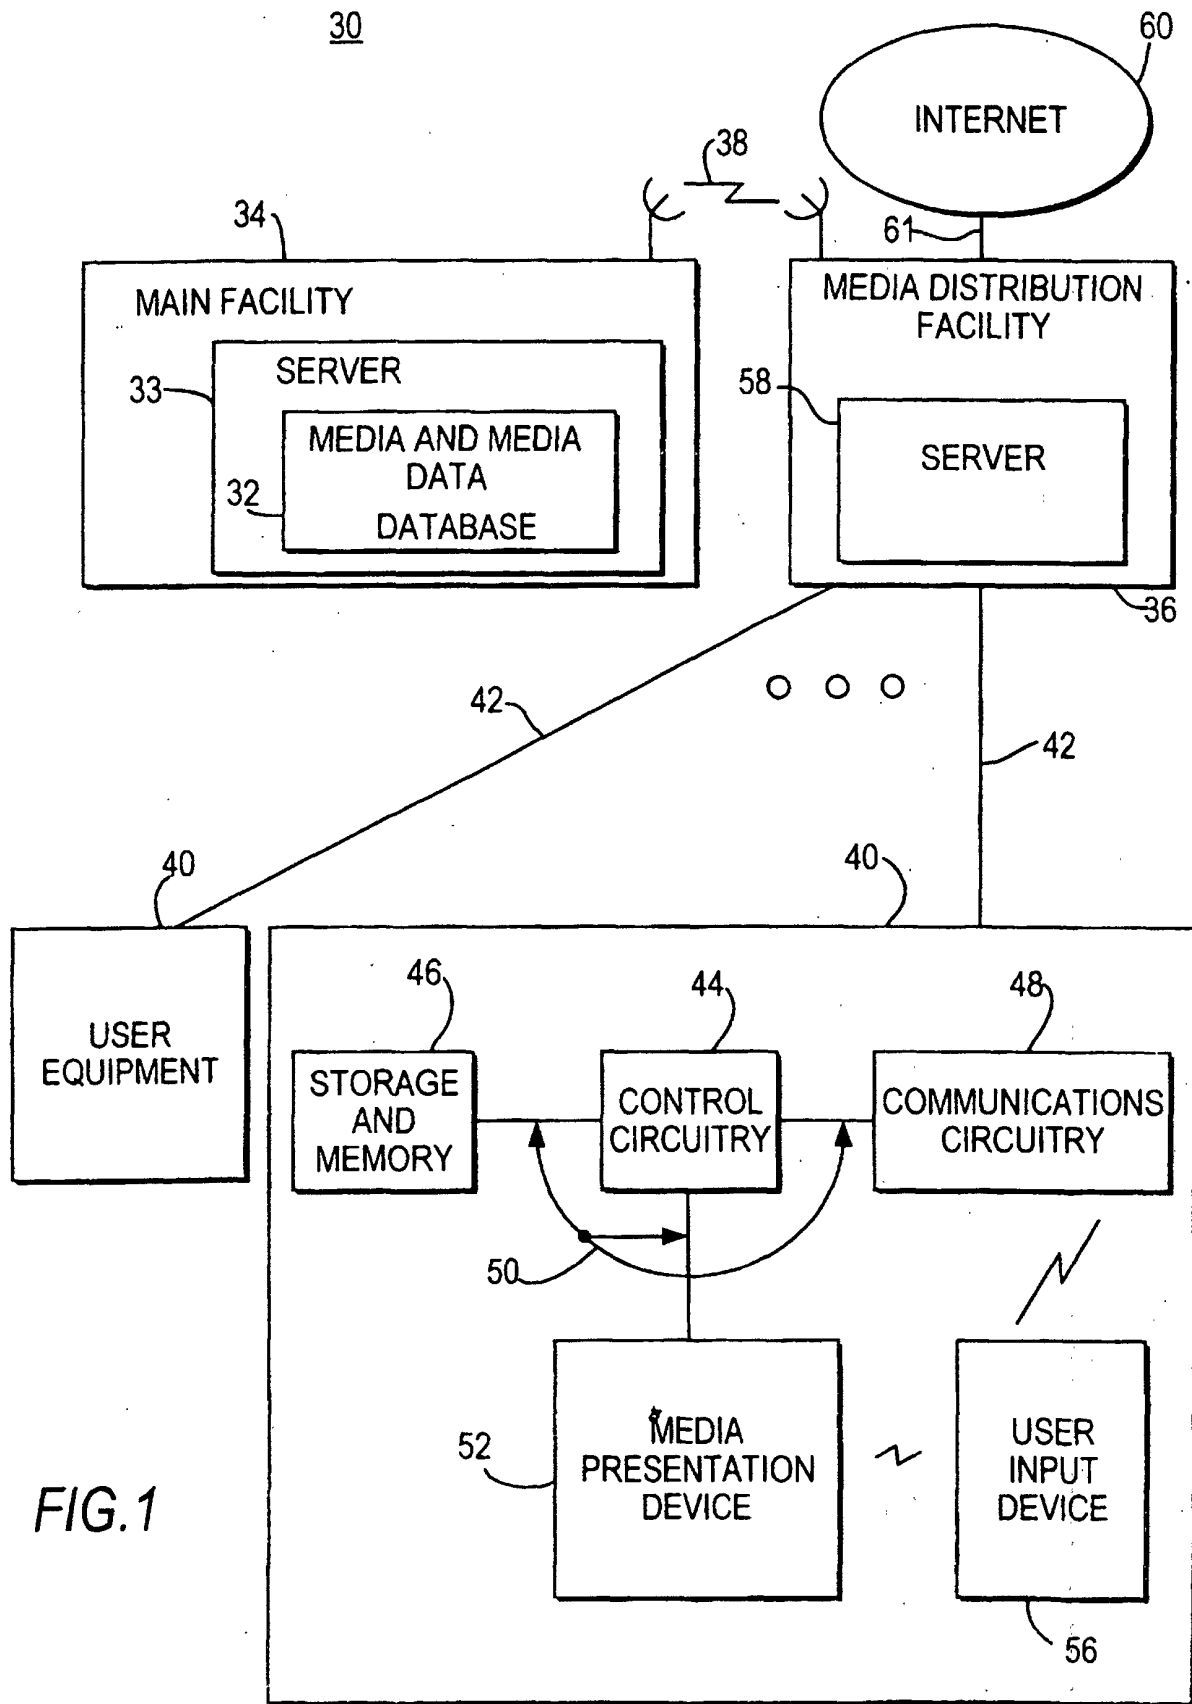 30
60
INTERNET
38
34
61
MAIN FACILITY
MEDIA DISTRIBUTION
FACILITY
33
SERVER
58
MEDIA AND MEDIA
DATA
DATABASE
32
SERVER
36
42
42
40
40
USER
EQUIPMENT
46
44
48
STORAGE
AND
MEMORY
CONTROL
CIRCUITRY
COMMUNICATIONS
CIRCUITRY
50
52
MEDIA
PRESENTATION
DEVICE
USER
INPUT
DEVICE
56
FIG.1